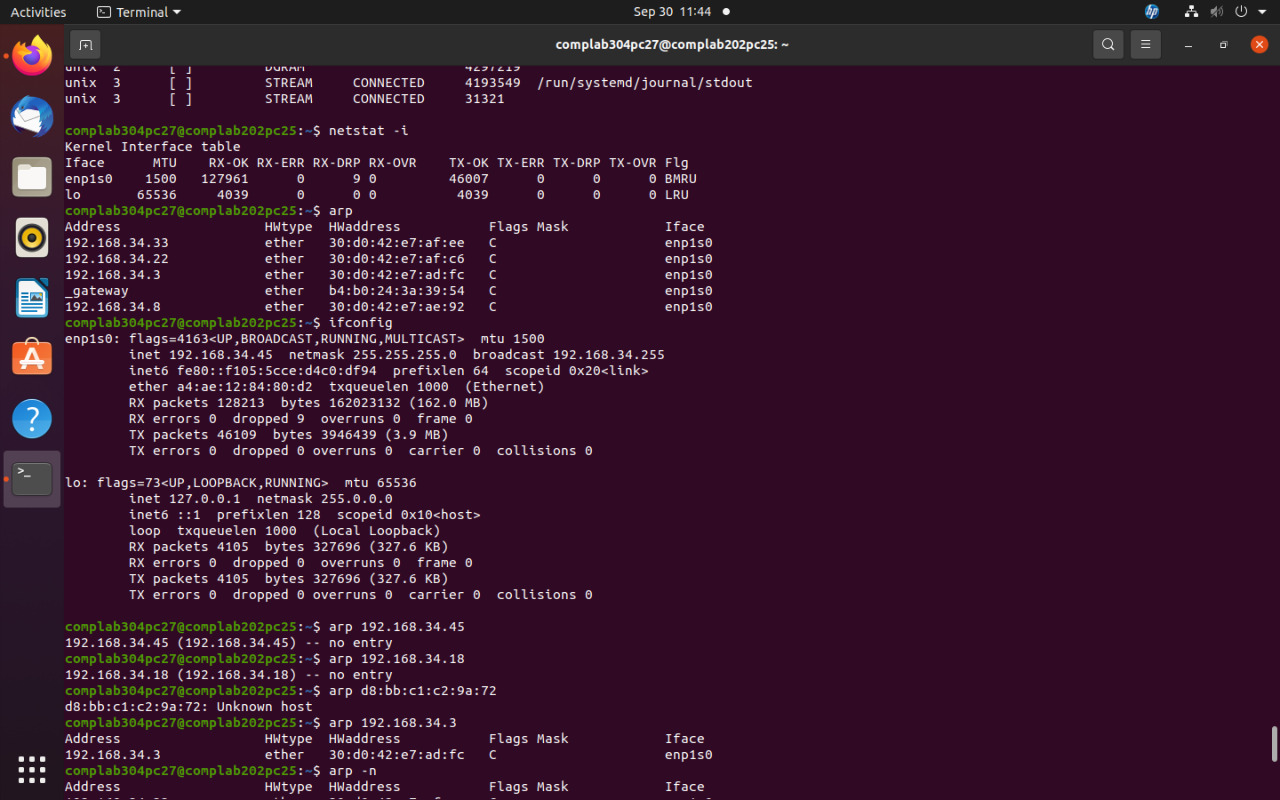 Activities Terminal Sep 30 11:44
complab304pc27@complab202pc25: ~
unix 2 [ ] DGRAM 4297219
unix 3 [ ] STREAM CONNECTED 4193549 /run/systemd/journal/stdout
unix 3 [ ] STREAM CONNECTED 31321
complab304pc27@complab202pc25:~$ netstat -i
Kernel Interface table
Iface MTU RX-OK RX-ERR RX-DRP RX-OVR TX-OK TX-ERR TX-DRP TX-OVR Flg
enp1s0 1500 127961 0 9 0 46007 0 0 0 BMRU
lo 65536 4039 0 0 0 4039 0 0 0 LRU
complab304pc27@complab202pc25:~$ arp
Address HWtype HWaddress Flags Mask Iface
192.168.34.33 ether 30:d0:42:e7:af:ee C enp1s0
192.168.34.22 ether 30:d0:42:e7:af:c6 C enp1s0
192.168.34.3 ether 30:d0:42:e7:ad:fc C enp1s0
_gateway ether b4:b0:24:3a:39:54 C enp1s0
192.168.34.8 ether 30:d0:42:e7:ae:92 C enp1s0
complab304pc27@complab202pc25:~$ ifconfig
enp1s0: flags=4163<UP,BROADCAST,RUNNING,MULTICAST> mtu 1500
inet 192.168.34.45 netmask 255.255.255.0 broadcast 192.168.34.255
inet6 fe80::f105:5cce:d4c0:df94 prefixlen 64 scopeid 0x20<link>
ether a4:ae:12:84:80:d2 txqueuelen 1000 (Ethernet)
RX packets 128213 bytes 162023132 (162.0 MB)
RX errors 0 dropped 9 overruns 0 frame 0
TX packets 46109 bytes 3946439 (3.9 MB)
TX errors 0 dropped 0 overruns 0 carrier 0 collisions 0
lo: flags=73<UP,LOOPBACK,RUNNING> mtu 65536
inet 127.0.0.1 netmask 255.0.0.0
inet6 ::1 prefixlen 128 scopeid 0x10<host>
loop txqueuelen 1000 (Local Loopback)
RX packets 4105 bytes 327696 (327.6 KB)
RX errors 0 dropped 0 overruns 0 frame 0
TX packets 4105 bytes 327696 (327.6 KB)
TX errors 0 dropped 0 overruns 0 carrier 0 collisions 0
complab304pc27@complab202pc25:~$ arp 192.168.34.45
192.168.34.45 (192.168.34.45) -- no entry
complab304pc27@complab202pc25:~$ arp 192.168.34.18
192.168.34.18 (192.168.34.18) -- no entry
complab304pc27@complab202pc25:~$ arp d8:bb:c1:c2:9a:72
d8:bb:c1:c2:9a:72: Unknown host
complab304pc27@complab202pc25:~$ arp 192.168.34.3
Address HWtype HWaddress Flags Mask Iface
192.168.34.3 ether 30:d0:42:e7:ad:fc C enp1s0
complab304pc27@complab202pc25:~$ arp -n
Address HWtype HWaddress Flags Mask Iface